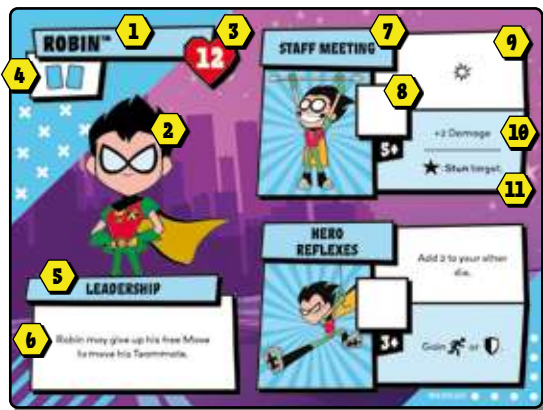 1
3
7
9
ROBIN™
12
STAFF MEETING
4
8
2
+2 Damage
10
5+
★: Stun target.
11
HERO
REFLEXES
5
LEADERSHIP
Add 2 to your other
die.
6
Robin may give up his free Move
to move his Teammate.
3+
Gain or